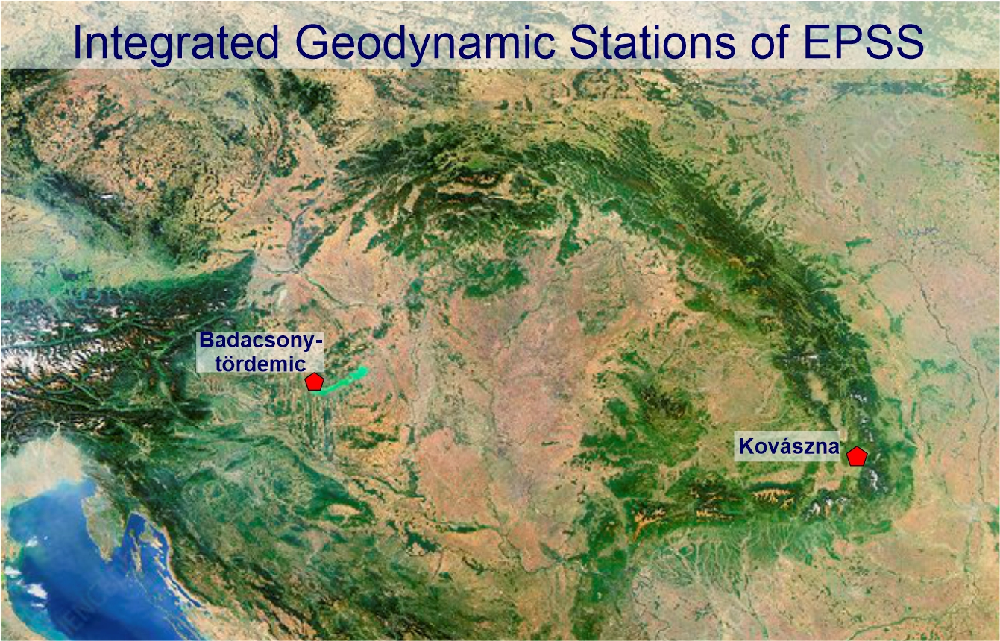 Integrated Geodynamic Stations of EPSS
Badacsony-
tördemic
Kovászna